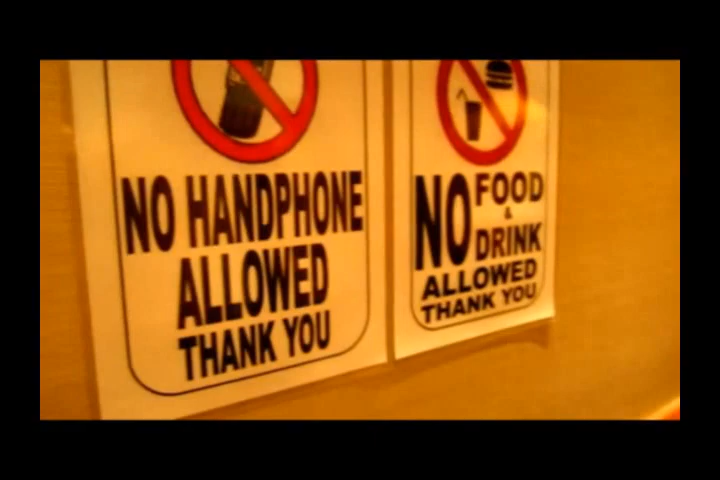 NO HANDPHONE
ALLOWED
THANK YOU
NO FOOD
&
DRINK
ALLOWED
THANK YOU